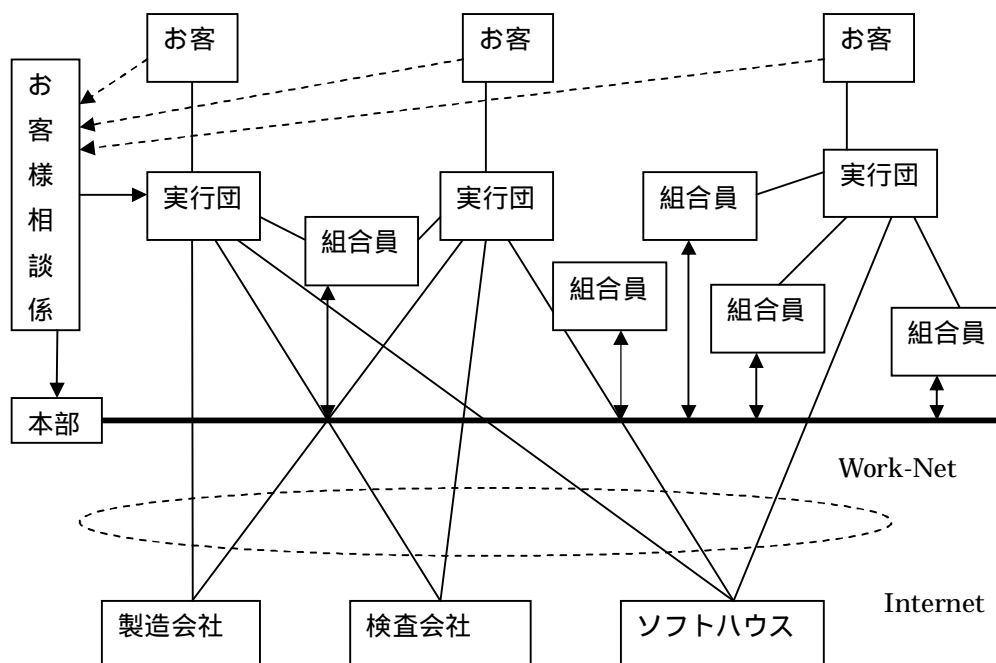 お客
お客
お客
お客様相談係
実行団
実行団
実行団
組合員
組合員
組合員
組合員
組合員
本部
Work-Net
Internet
製造会社
検査会社
ソフトハウス